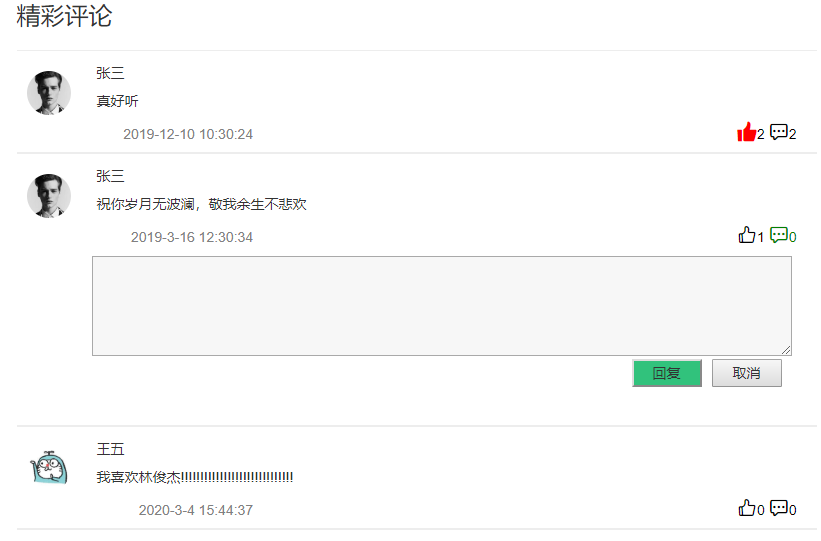 精彩评论
张三
真好听
2019-12-10 10:30:24 2 2
张三
祝你岁月无波澜，敬我余生不悲欢
2019-3-16 12:30:34 1 0
回复 取消
王五
我喜欢林俊杰!!!!!!!!!!!!!!!!!!!!!!!!!!!!!
2020-3-4 15:44:37 0 0